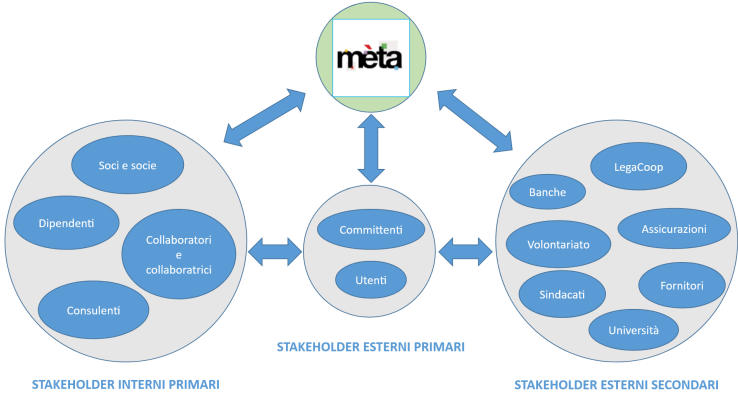 mèta
Soci e socie
Dipendenti
Collaboratori
e
collaboratrici
Consulenti
STAKEHOLDER INTERNI PRIMARI
Committenti
Utenti
STAKEHOLDER ESTERNI PRIMARI
LegaCoop
Banche
Assicurazioni
Volontariato
Sindacati
Fornitori
Università
STAKEHOLDER ESTERNI SECONDARI